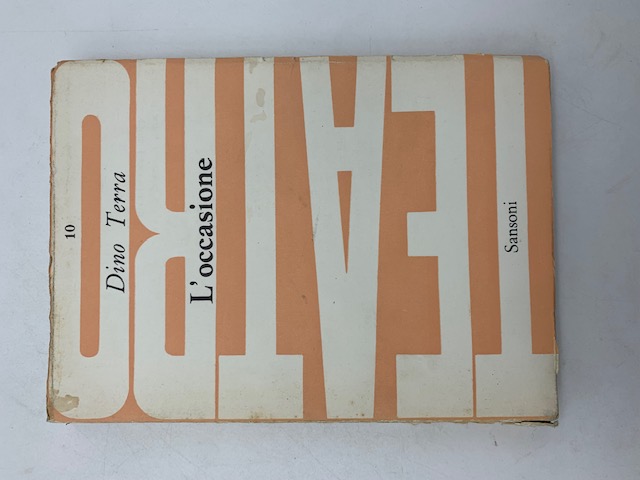 10
Dino Terra
L'occasione
TEATRO
Sansoni